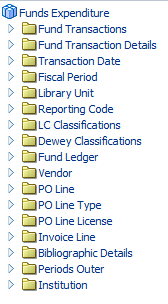 Funds Expenditure
Fund Transactions
Fund Transaction Details
Transaction Date
Fiscal Period
Library Unit
Reporting Code
LC Classifications
Dewey Classifications
Fund Ledger
Vendor
PO Line
PO Line Type
PO Line License
Invoice Line
Bibliographic Details
Periods Outer
Institution